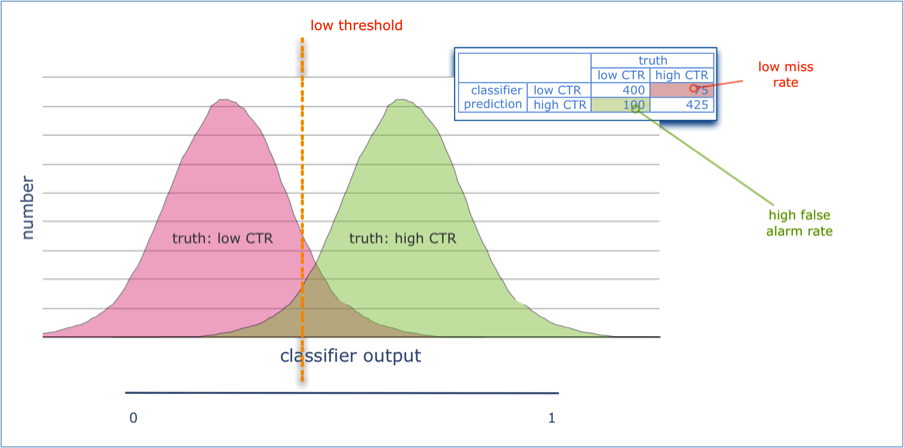 low threshold
truth
low CTR high CTR
classifier low CTR 400 75
prediction high CTR 100 425
low miss
rate
high false
alarm rate
number
truth: low CTR truth: high CTR
classifier output
0 1